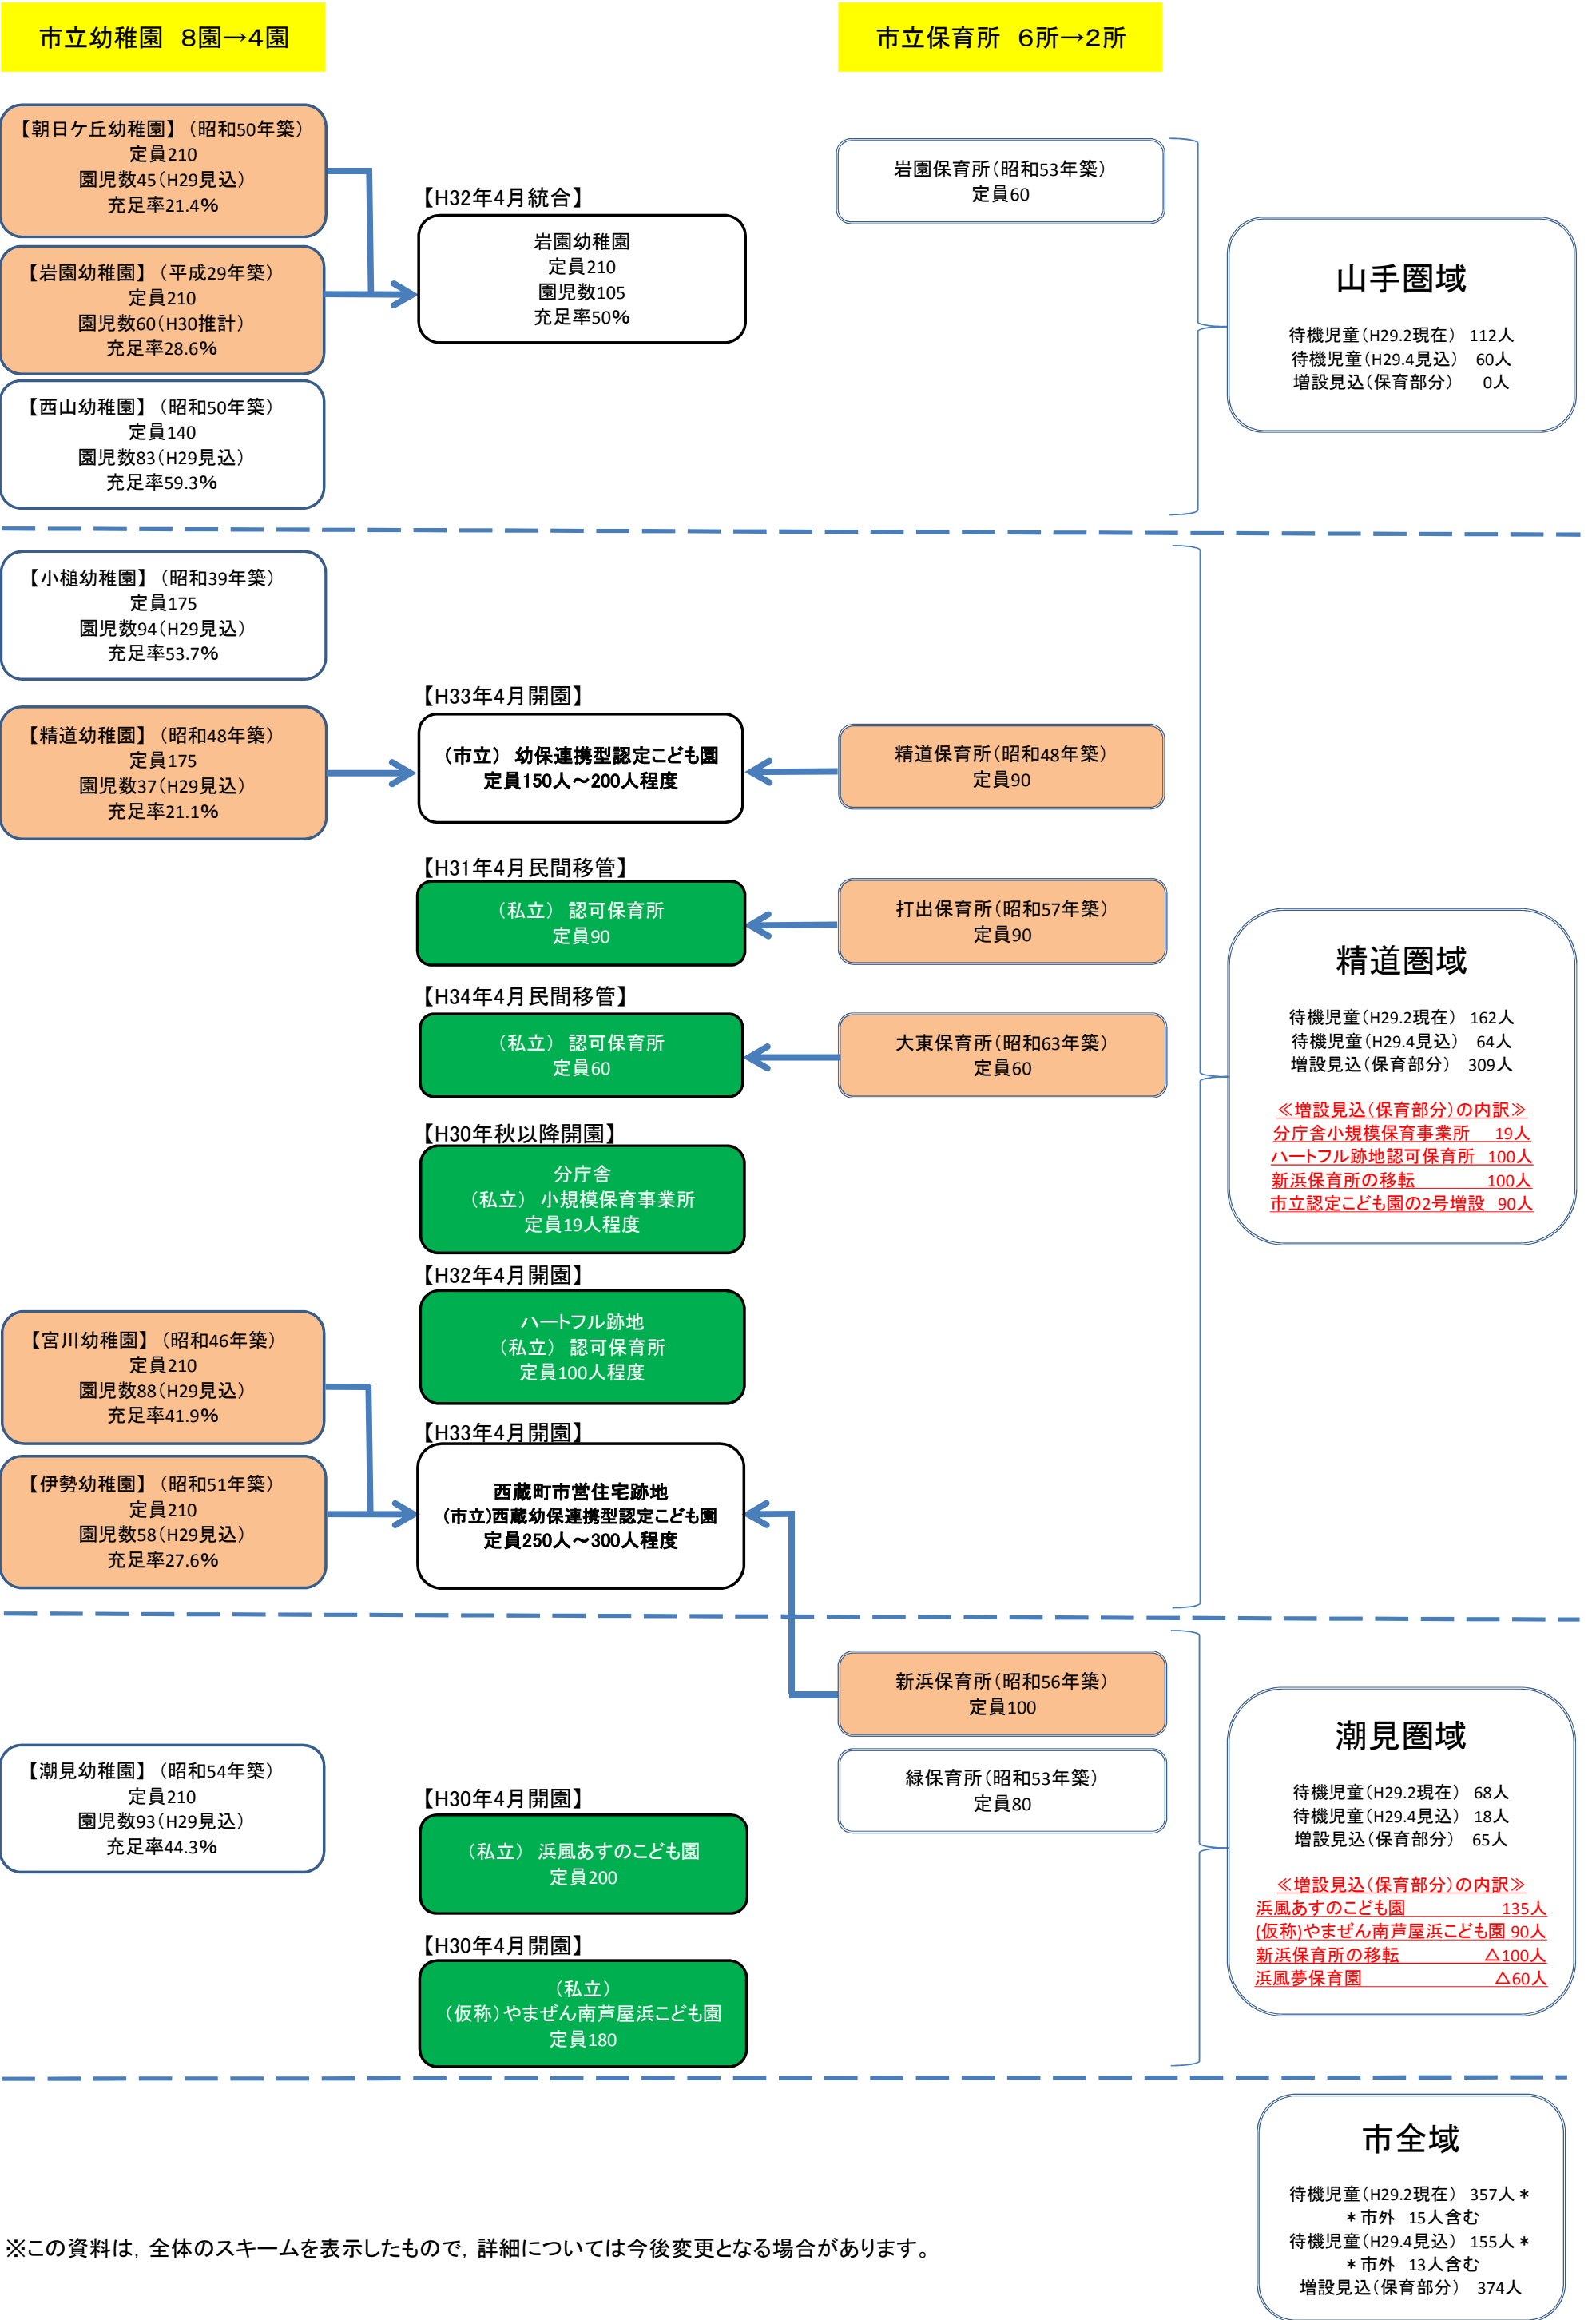 市立幼稚園　８園→４園
市立保育所　６所→２所
【朝日ケ丘幼稚園】（昭和50年築）
定員210
園児数45（H29見込）
充足率21.4％
【岩園幼稚園】（平成29年築）
定員210
園児数60（H30推計）
充足率28.6％
【西山幼稚園】（昭和50年築）
定員140
園児数83（H29見込）
充足率59.3％
【H32年4月統合】
岩園幼稚園
定員210
園児数105
充足率50％
岩園保育所（昭和53年築）
定員60
山手圏域
待機児童（H29.2現在） 112人
待機児童（H29.4見込） 60人
増設見込（保育部分） 0人
【小槌幼稚園】（昭和39年築）
定員175
園児数94（H29見込）
充足率53.7％
【精道幼稚園】（昭和48年築）
定員175
園児数37（H29見込）
充足率21.1％
【H33年4月開園】
（市立） 幼保連携型認定こども園
定員150人～200人程度
精道保育所（昭和48年築）
定員90
【H31年4月民間移管】
（私立） 認可保育所
定員90
打出保育所（昭和57年築）
定員90
【H34年4月民間移管】
（私立） 認可保育所
定員60
大東保育所（昭和63年築）
定員60
【H30年秋以降開園】
分庁舎
（私立） 小規模保育事業所
定員19人程度
【H32年4月開園】
ハートフル跡地
（私立） 認可保育所
定員100人程度
【宮川幼稚園】（昭和46年築）
定員210
園児数88（H29見込）
充足率41.9％
【伊勢幼稚園】（昭和51年築）
定員210
園児数58（H29見込）
充足率27.6％
【H33年4月開園】
西蔵町市営住宅跡地
(市立)西蔵幼保連携型認定こども園
定員250人～300人程度
精道圏域
待機児童（H29.2現在） 162人
待機児童（H29.4見込） 64人
増設見込（保育部分） 309人
≪増設見込（保育部分）の内訳≫
分庁舎小規模保育事業所 19人
ハートフル跡地認可保育所 100人
新浜保育所の移転 100人
市立認定こども園の2号増設 90人
新浜保育所（昭和56年築）
定員100
緑保育所（昭和53年築）
定員80
【潮見幼稚園】（昭和54年築）
定員210
園児数93（H29見込）
充足率44.3％
【H30年4月開園】
（私立） 浜風あすのこども園
定員200
【H30年4月開園】
（私立）
（仮称）やまぜん南芦屋浜こども園
定員180
潮見圏域
待機児童（H29.2現在） 68人
待機児童（H29.4見込） 18人
増設見込（保育部分） 65人
≪増設見込（保育部分）の内訳≫
浜風あすのこども園 135人
(仮称)やまぜん南芦屋浜こども園 90人
新浜保育所の移転 △100人
浜風夢保育園 △60人
市全域
待機児童（H29.2現在） 357人＊
＊市外 15人含む
待機児童（H29.4見込） 155人＊
＊市外 13人含む
増設見込（保育部分） 374人
※この資料は，全体のスキームを表示したもので，詳細については今後変更となる場合があります。